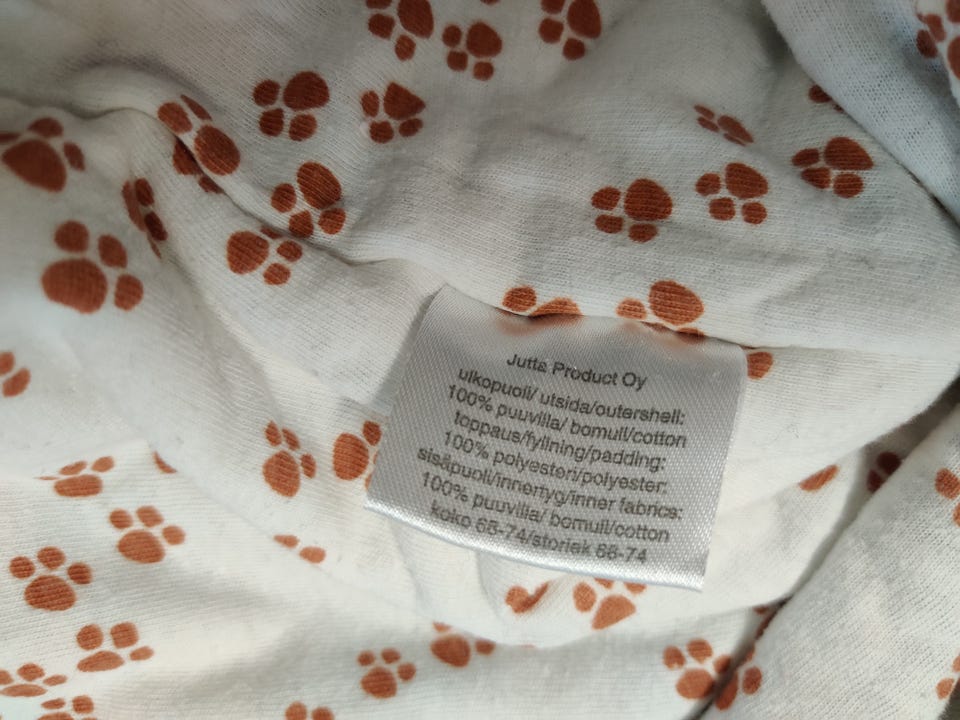 Jutta Product Oy
ulkopuoli/ utsida/outershell:
100% puuvilla/ bomull/cotton
toppaus/fyllning/padding:
100% polyesteri/polyester:
sisäpuoli/innertyg/inner fabrics:
100% puuvilla/ bomull/cotton
koko 68-74/storlek 68-74